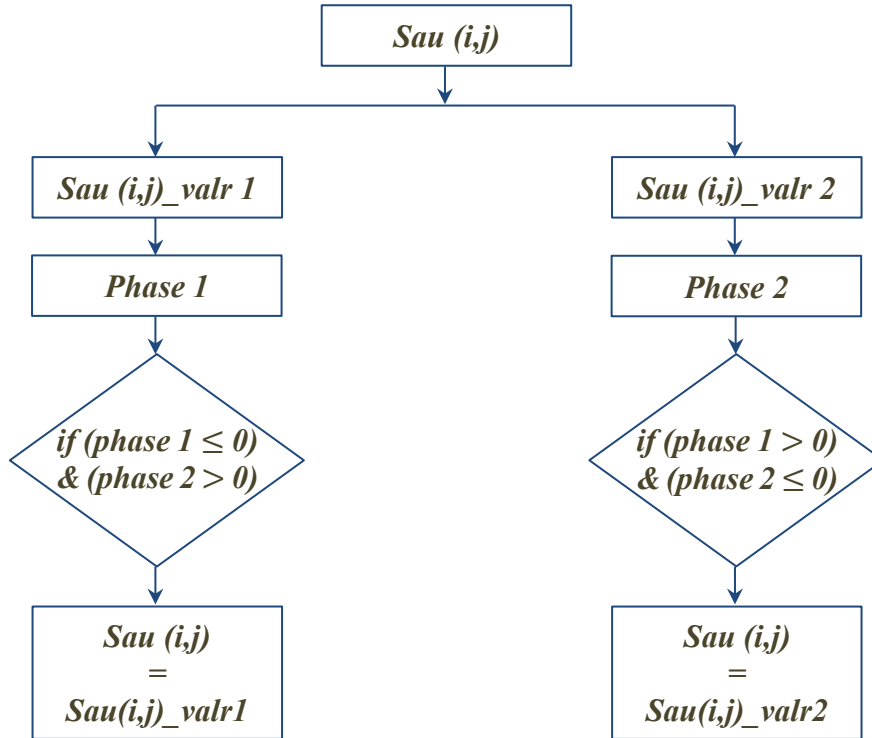 Sau (i,j)
Sau (i,j)_valr 1
Sau (i,j)_valr 2
Phase 1
Phase 2
if (phase 1 ≤ 0)
& (phase 2 > 0)
if (phase 1 > 0)
& (phase 2 ≤ 0)
Sau (i,j)
=
Sau(i,j)_valr1
Sau (i,j)
=
Sau(i,j)_valr2